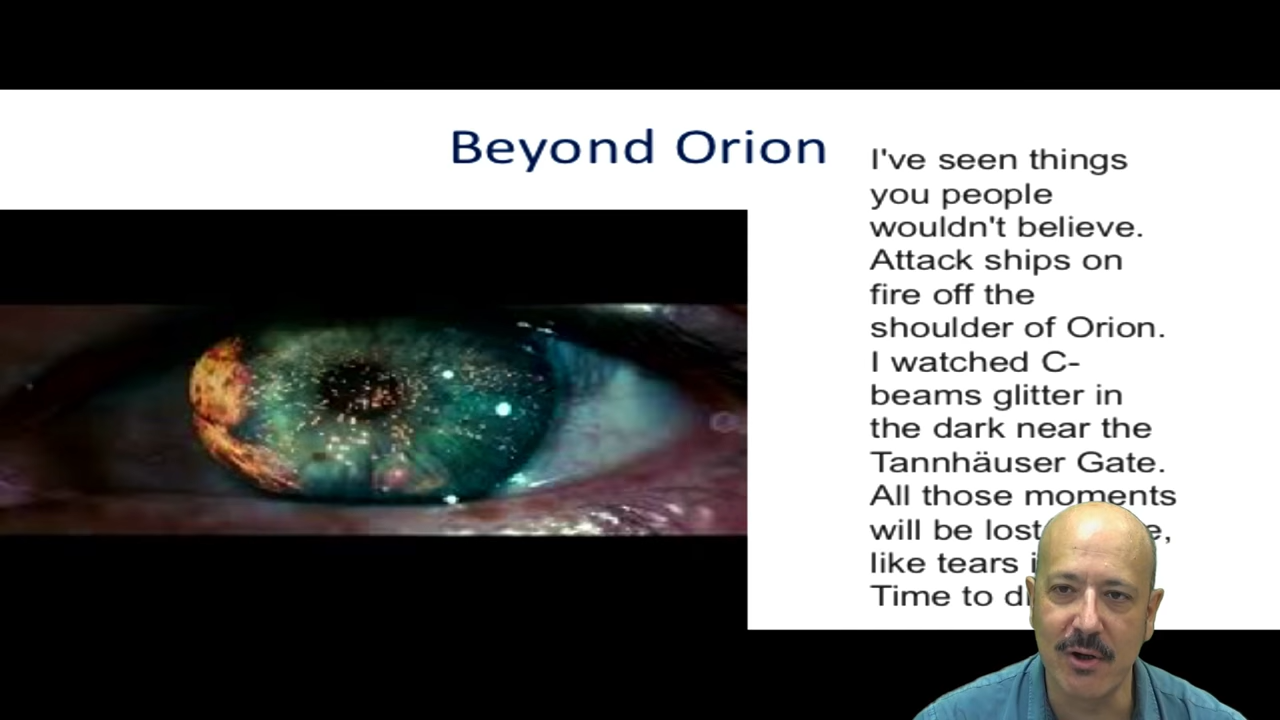 Beyond Orion
I've seen things
you people
wouldn't believe.
Attack ships on
fire off the
shoulder of Orion.
I watched C-
beams glitter in
the dark near the
Tannhäuser Gate.
All those moments
will be lost
like tears
Time to